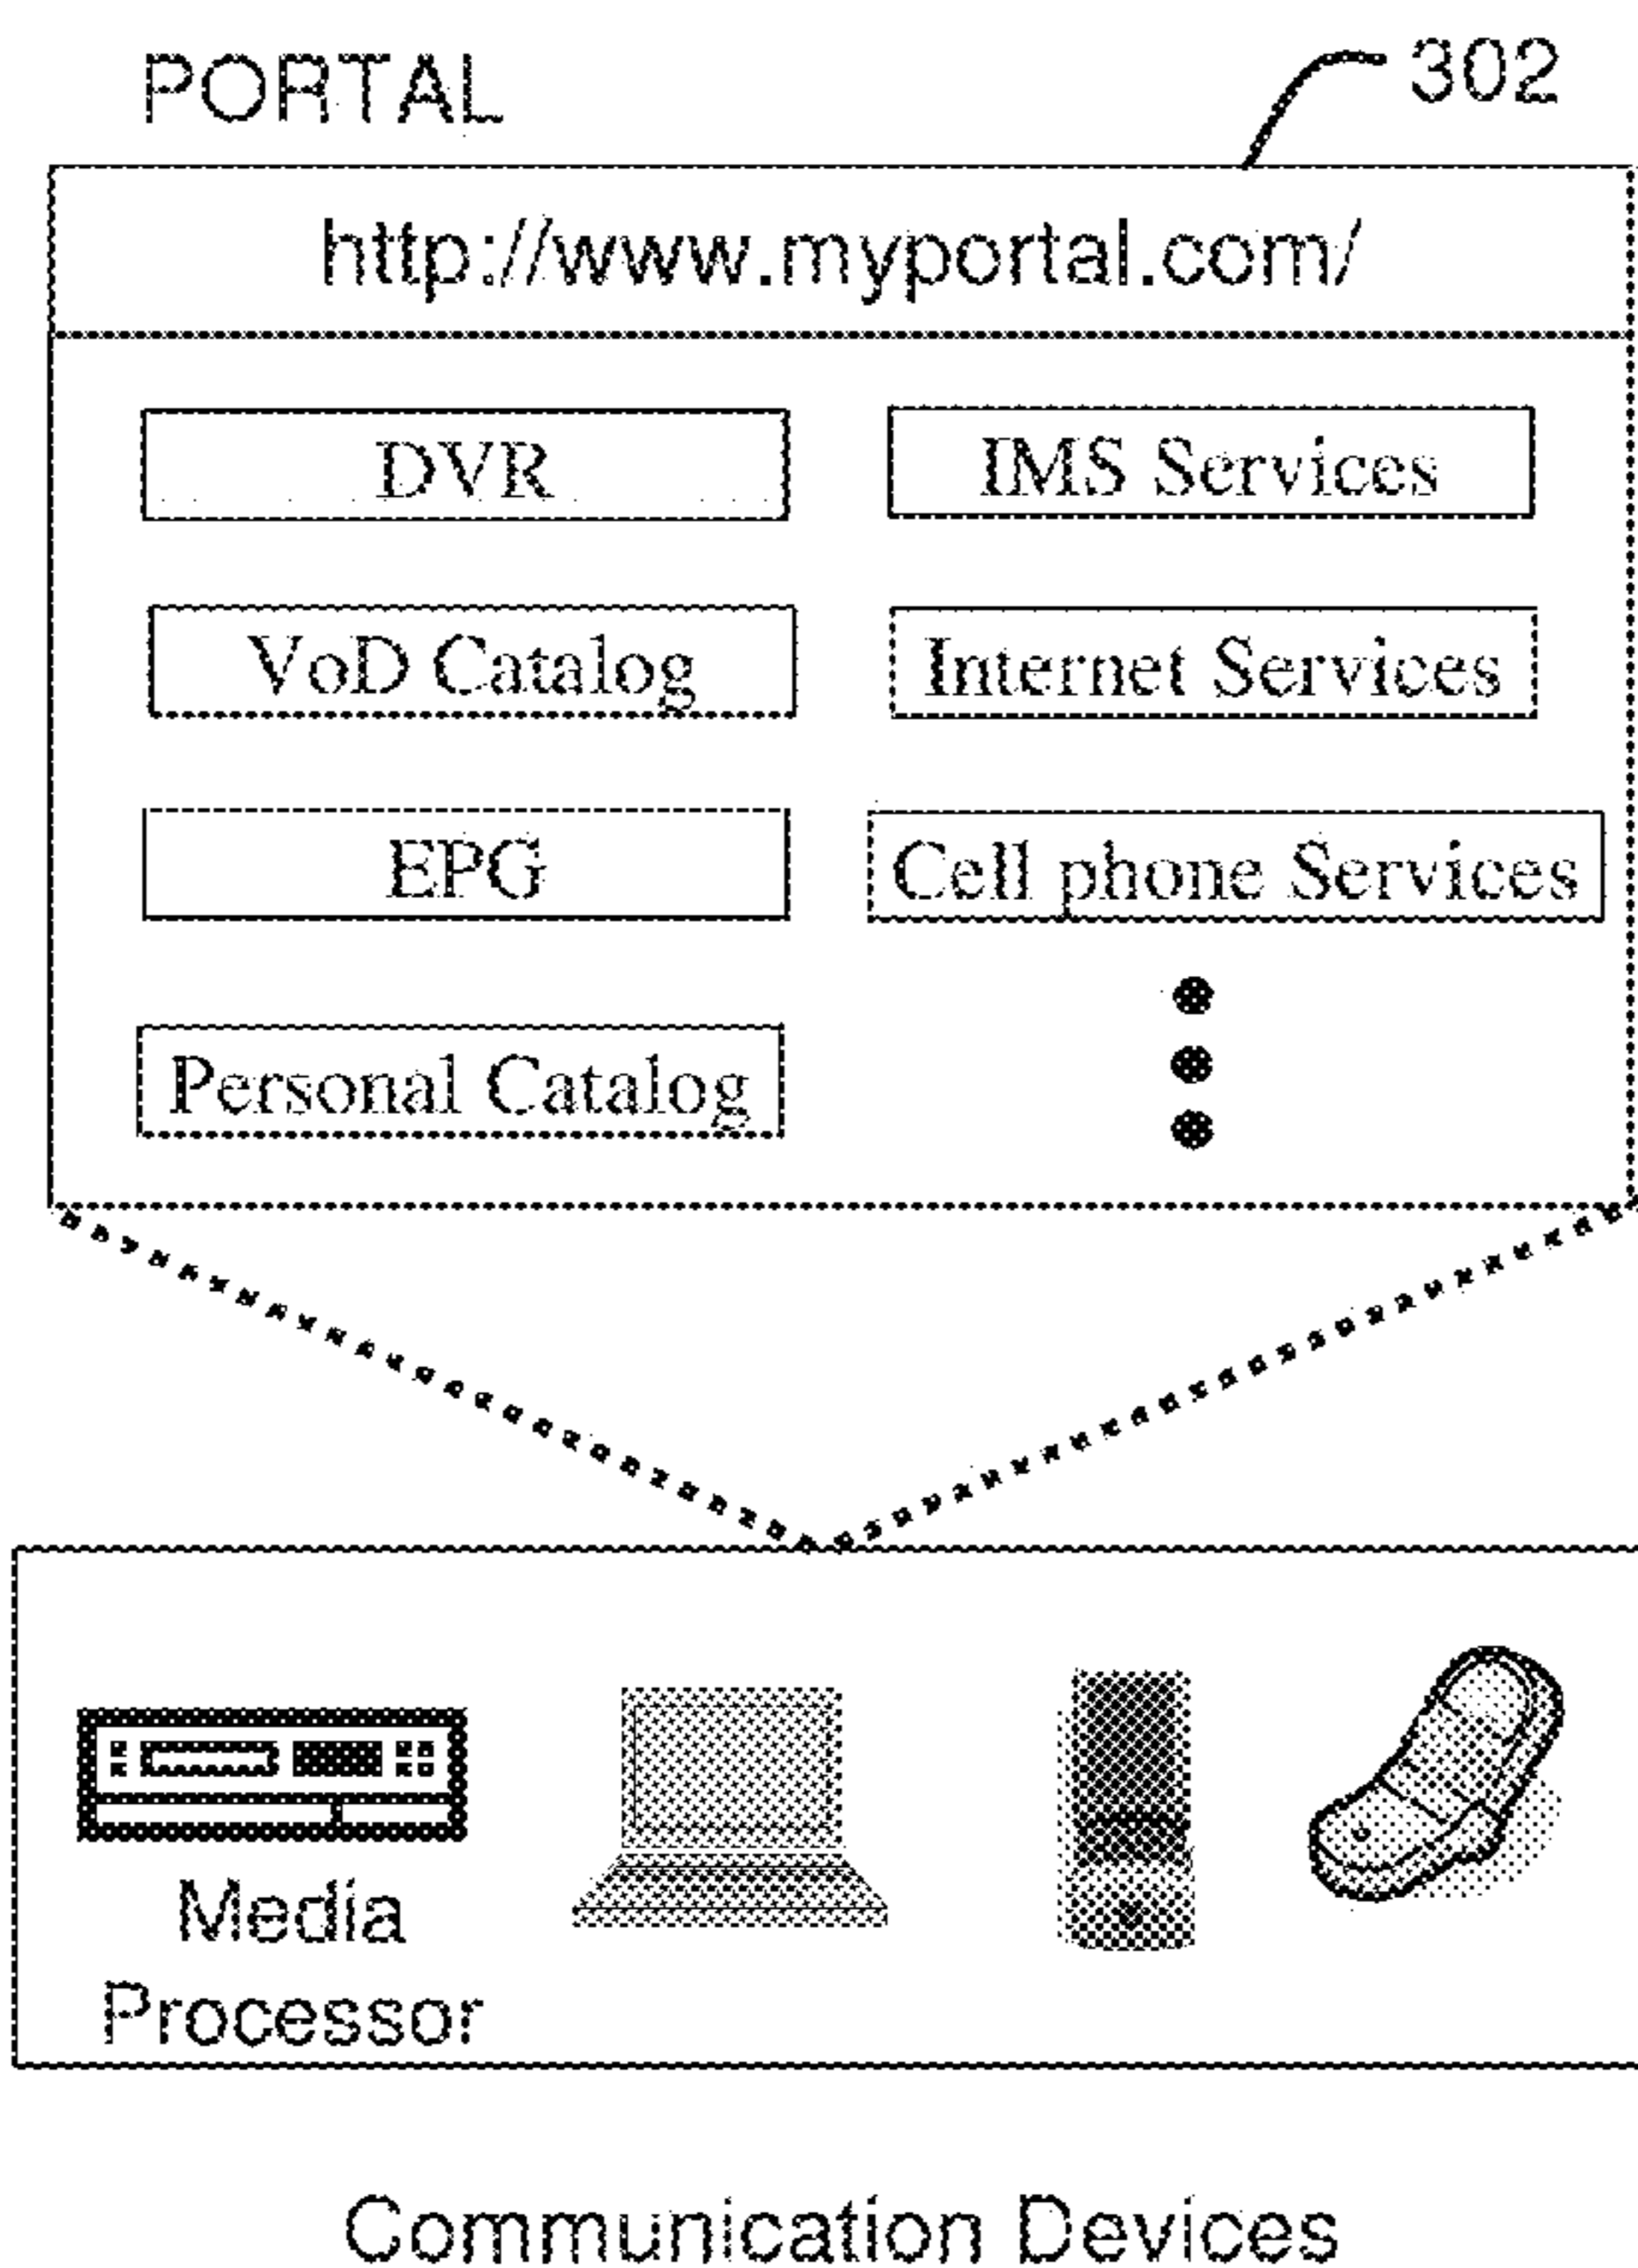 PORTAL
302
http://www.myportal.com/
DVR
IMS Services
VoD Catalog
Internet Services
EPG
Cell phone Services
Personal Catalog
Media
Processor
Communication Devices